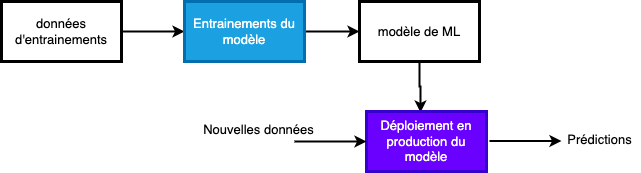 données
d'entrainements
Entrainements du
modèle
modèle de ML
Nouvelles données
Déploiement en
production du
modèle
Prédictions